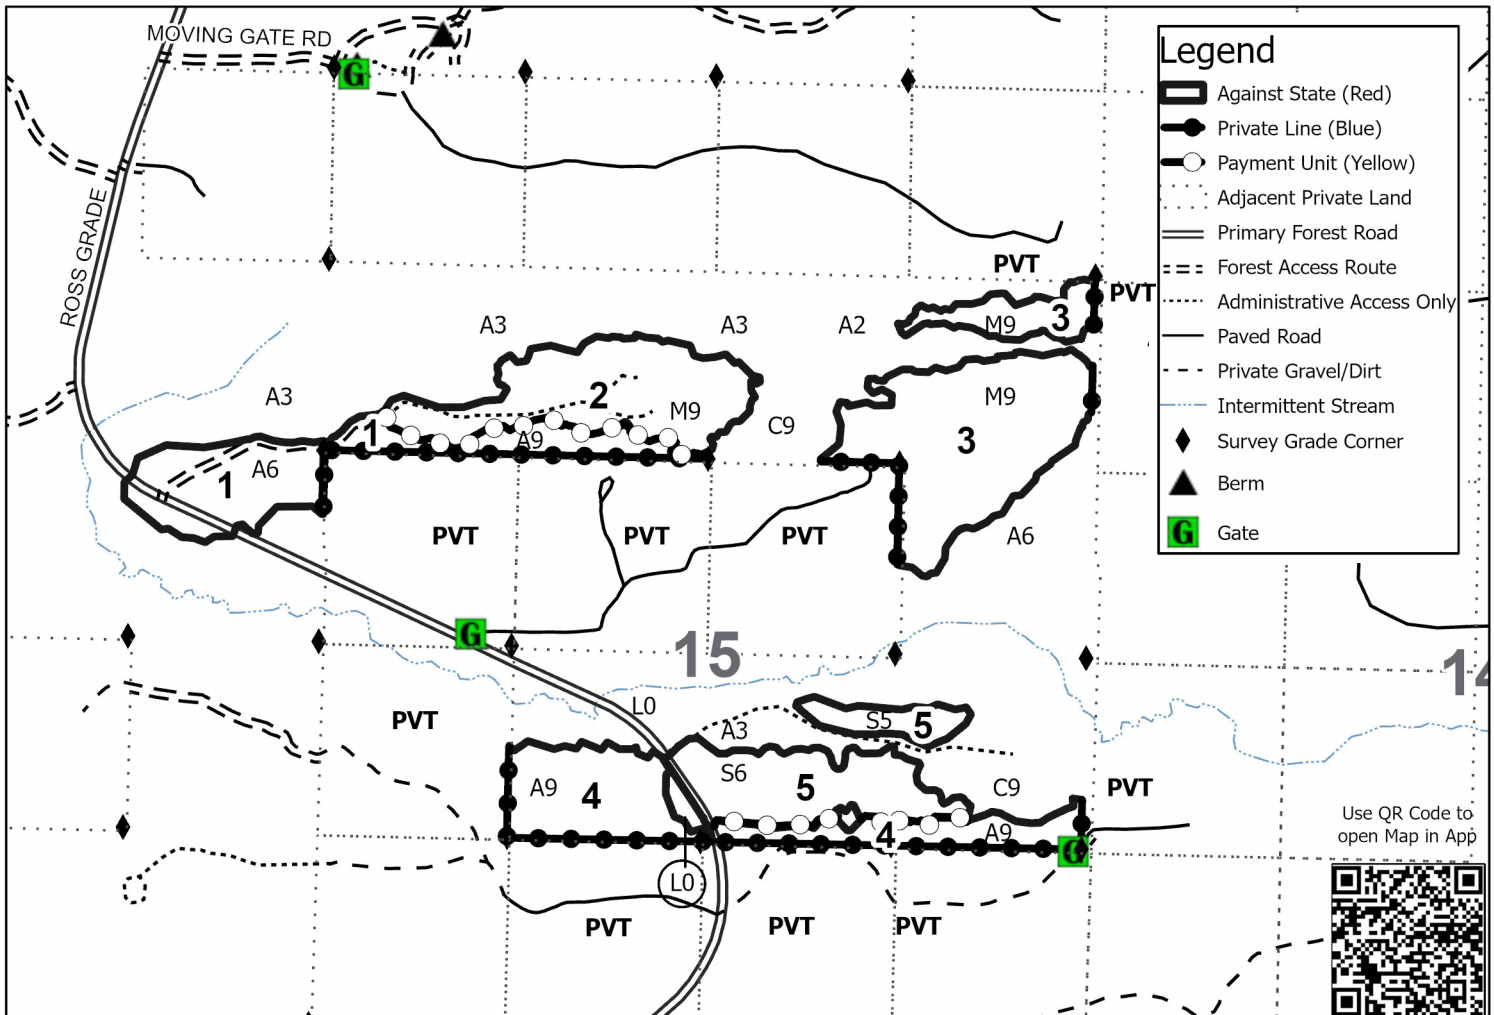 MOVING GATE RD
G
Legend
Against State (Red)
Private Line (Blue)
Payment Unit (Yellow)
Adjacent Private Land
Primary Forest Road
Forest Access Route
Administrative Access Only
Paved Road
Private Gravel/Dirt
Intermittent Stream
Survey Grade Corner
Berm
G Gate
ROSS GRADE
PVT
PVT
A3
A3
A2
M9
3
A3
2
M9
M9
1
A9
C9
3
A6
1
PVT
PVT
PVT
A6
G
15
14
L0
PVT
A3
S5
5
S6
A9
4
5
C9
PVT
4
A9
G
L0
PVT
PVT
PVT
Use QR Code to
open Map in App